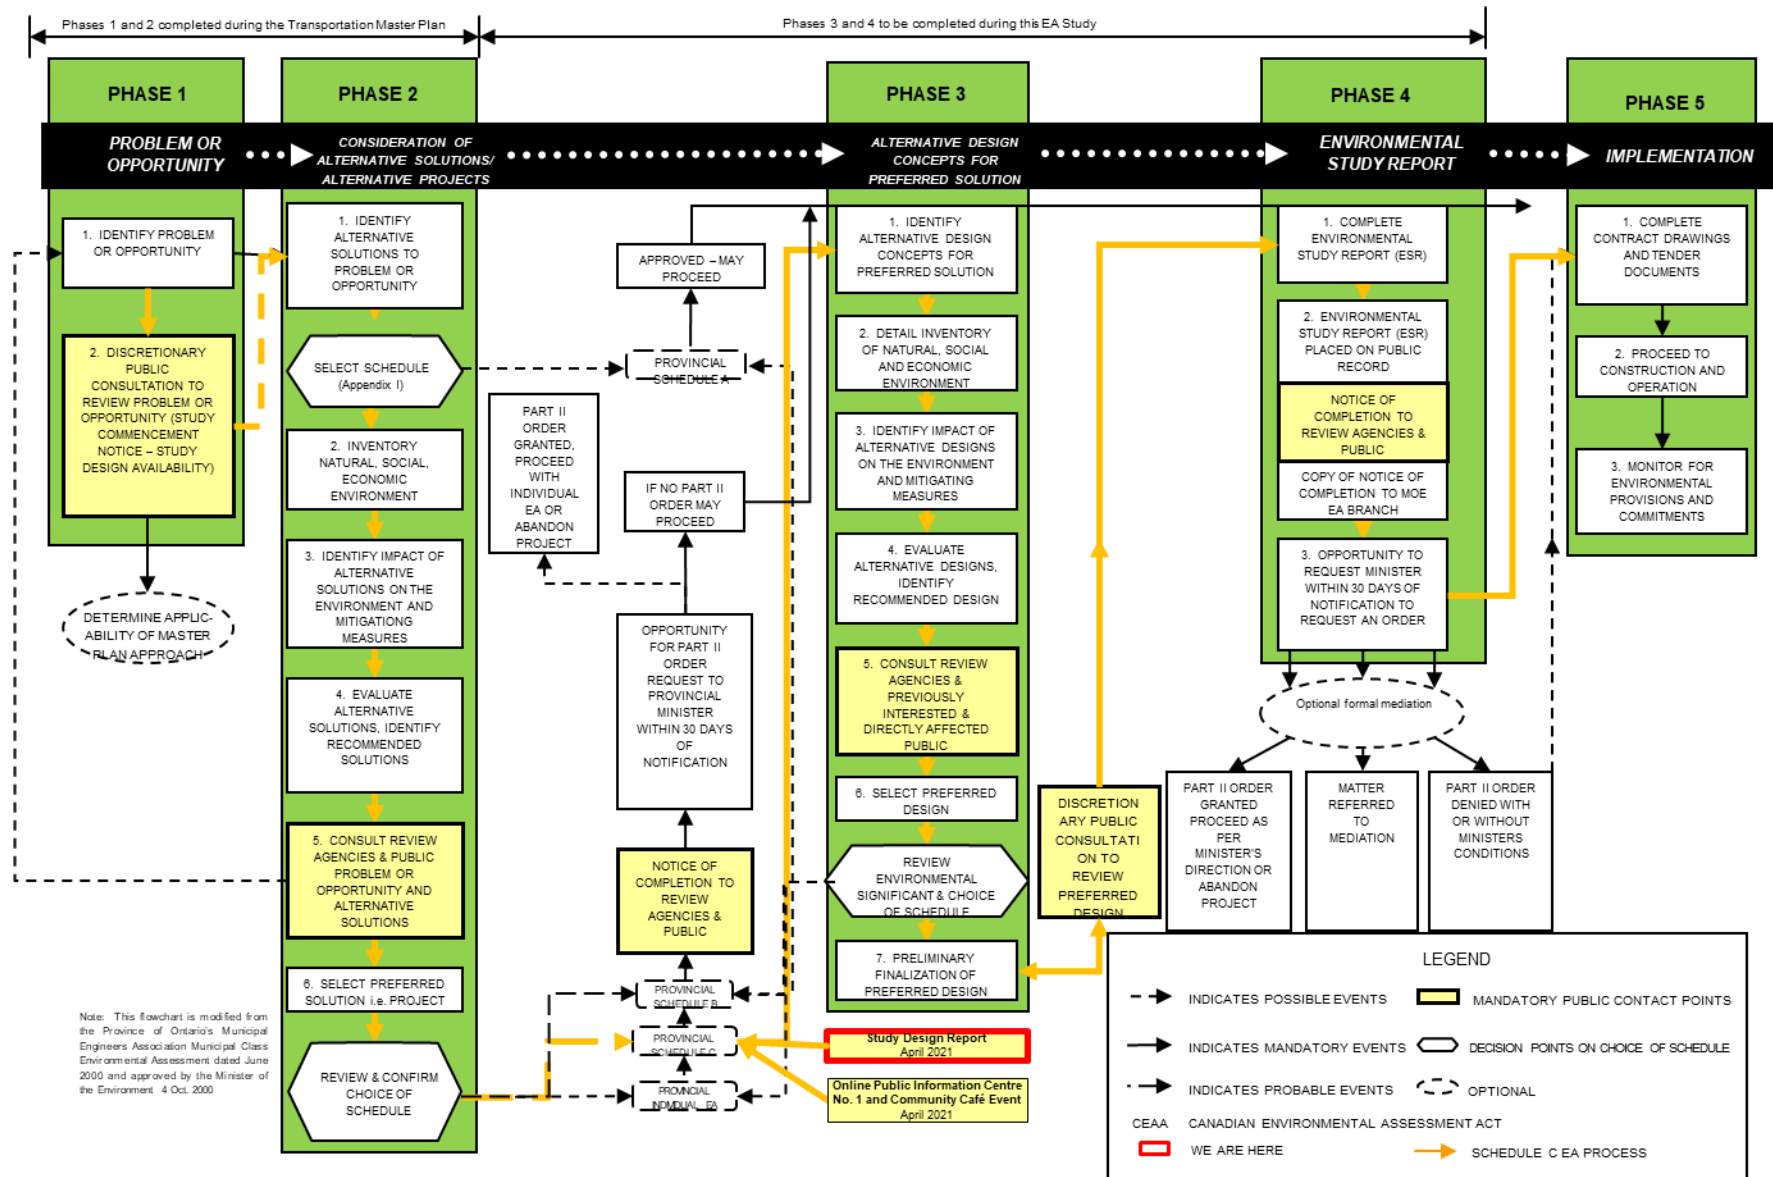 Phases 1 and 2 completed during the Transportation Master Plan
Phases 3 and 4 to be completed during this EA Study
PHASE 1
PHASE 2
PHASE 3
PHASE 4
PHASE 5
PROBLEM OR
OPPORTUNITY
CONSIDERATION OF
ALTERNATIVE SOLUTIONS/
ALTERNATIVE PROJECTS
ALTERNATIVE DESIGN
CONCEPTS FOR
PREFERRED SOLUTION
ENVIRONMENTAL
STUDY REPORT
IMPLEMENTATION
1. IDENTIFY PROBLEM
OR OPPORTUNITY
2. DISCRETIONARY
PUBLIC
CONSULTATION TO
REVIEW PROBLEM OR
OPPORTUNITY (STUDY
COMMENCEMENT
NOTICE – STUDY
DESIGN AVAILABILITY)
DETERMINE APPLIC-
ABILITY OF MASTER
PLAN APPROACH
Note: This flowchart is modified from
the Province of Ontario's Municipal
Engineers Association Municipal Class
Environmental Assessment dated June
2000 and approved by the Minister of
the Environment 4 Oct. 2000
1. IDENTIFY
ALTERNATIVE
SOLUTIONS TO
PROBLEM OR
OPPORTUNITY
SELECT SCHEDULE
(Appendix I)
2. INVENTORY
NATURAL, SOCIAL,
ECONOMIC
ENVIRONMENT
3. IDENTIFY IMPACT OF
ALTERNATIVE
SOLUTIONS ON THE
ENVIRONMENT AND
MITIGATIONG
MEASURES
4. EVALUATE
ALTERNATIVE
SOLUTIONS, IDENTIFY
RECOMMENDED
SOLUTIONS
5. CONSULT REVIEW
AGENCIES & PUBLIC
PROBLEM OR
OPPORTUNITY AND
ALTERNATIVE
SOLUTIONS
6. SELECT PREFERRED
SOLUTION i.e. PROJECT
REVIEW & CONFIRM
CHOICE OF
SCHEDULE
APPROVED – MAY
PROCEED
PROVINCIAL
SCHEDULE A
PART II
ORDER
GRANTED,
PROCEED
WITH
INDIVIDUAL
EA OR
ABANDON
PROJECT
IF NO PART II
ORDER MAY
PROCEED
OPPORTUNITY
FOR PART II
ORDER
REQUEST TO
PROVINCIAL
MINISTER
WITHIN 30 DAYS
OF
NOTIFICATION
NOTICE OF
COMPLETION TO
REVIEW
AGENCIES &
PUBLIC
PROVINCIAL
SCHEDULE B
PROVINCIAL
SCHEDULE C
PROVINCIAL
INDIVIDUAL EA
1. IDENTIFY
ALTERNATIVE DESIGN
CONCEPTS FOR
PREFERRED SOLUTION
2. DETAIL INVENTORY
OF NATURAL, SOCIAL
AND ECONOMIC
ENVIRONMENT
3. IDENTIFY IMPACT OF
ALTERNATIVE DESIGNS
ON THE ENVIRONMENT
AND MITIGATING
MEASURES
4. EVALUATE
ALTERNATIVE DESIGNS,
IDENTIFY
RECOMMENDED DESIGN
5. CONSULT REVIEW
AGENCIES &
PREVIOUSLY
INTERESTED &
DIRECTLY AFFECTED
PUBLIC
6. SELECT PREFERRED
DESIGN
REVIEW
ENVIRONMENTAL
SIGNIFICANT & CHOICE
OF SCHEDULE
7. PRELIMINARY
FINALIZATION OF
PREFERRED DESIGN
Study Design Report
April 2021
Online Public Information Centre
No. 1 and Community Café Event
April 2021
DISCRETION
ARY PUBLIC
CONSULTATI
ON TO
REVIEW
PREFERRED
DESIGN
1. COMPLETE
ENVIRONMENTAL
STUDY REPORT (ESR)
2. ENVIRONMENTAL
STUDY REPORT (ESR)
PLACED ON PUBLIC
RECORD
NOTICE OF
COMPLETION TO
REVIEW AGENCIES &
PUBLIC
COPY OF NOTICE OF
COMPLETION TO MOE
EA BRANCH
3. OPPORTUNITY TO
REQUEST MINISTER
WITHIN 30 DAYS OF
NOTIFICATION TO
REQUEST AN ORDER
Optional formal mediation
PART II ORDER
GRANTED
PROCEED AS
PER
MINISTER'S
DIRECTION OR
ABANDON
PROJECT
MATTER
REFERRED
TO
MEDIATION
PART II ORDER
DENIED WITH
OR WITHOUT
MINISTERS
CONDITIONS
1. COMPLETE
CONTRACT DRAWINGS
AND TENDER
DOCUMENTS
2. PROCEED TO
CONSTRUCTION AND
OPERATION
3. MONITOR FOR
ENVIRONMENTAL
PROVISIONS AND
COMMITMENTS
LEGEND
INDICATES POSSIBLE EVENTS
MANDATORY PUBLIC CONTACT POINTS
INDICATES MANDATORY EVENTS
DECISION POINTS ON CHOICE OF SCHEDULE
INDICATES PROBABLE EVENTS
OPTIONAL
CEAA CANADIAN ENVIRONMENTAL ASSESSMENT ACT
WE ARE HERE
SCHEDULE C EA PROCESS